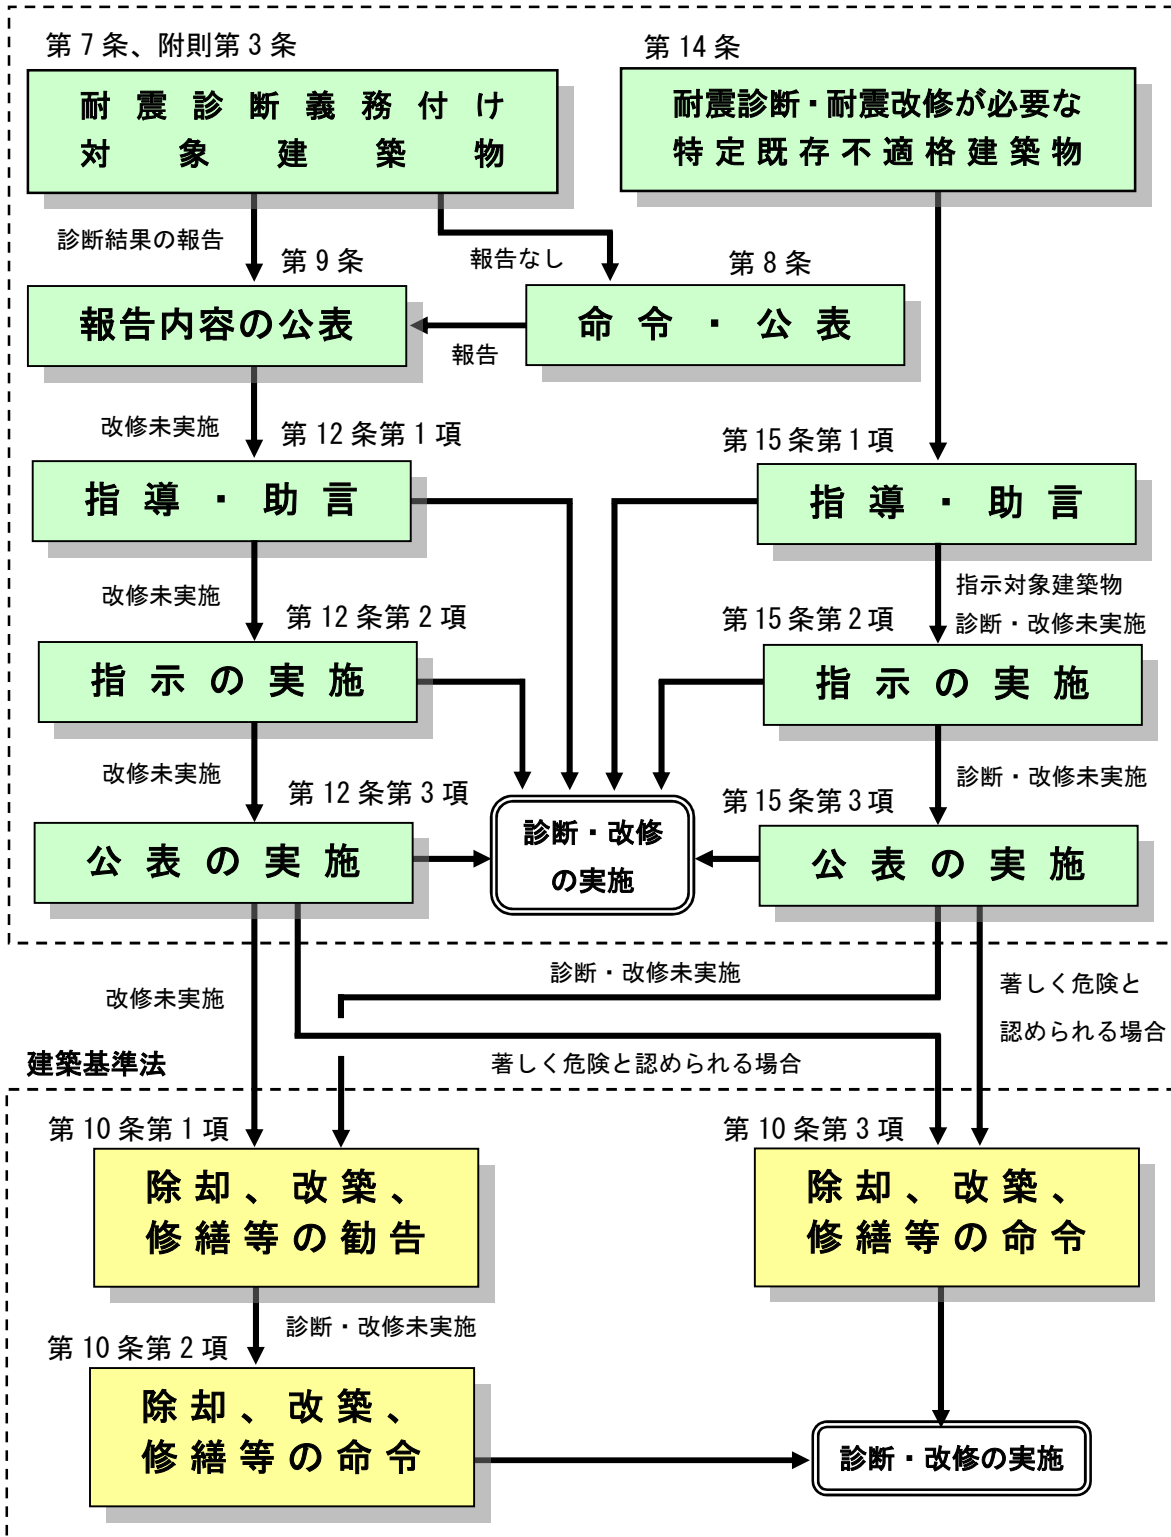 第7条、附則第3条
耐震診断義務付け
対象建築物
第14条
耐震診断・耐震改修が必要な
特定既存不適格建築物
診断結果の報告
第9条
報告なし
第8条
報告内容の公表
命令・公表
報告
改修未実施
第12条第1項
第15条第1項
指導・助言
指導・助言
改修未実施
第12条第2項
指示対象建築物
第15条第2項
診断・改修未実施
指示の実施
指示の実施
改修未実施
第12条第3項
診断・改修未実施
第15条第3項
公表の実施
診断・改修
の実施
公表の実施
改修未実施
診断・改修未実施
著しく危険と
認められる場合
建築基準法
著しく危険と認められる場合
第10条第1項
第10条第3項
除却、改築、
修繕等の勧告
除却、改築、
修繕等の命令
診断・改修未実施
第10条第2項
除却、改築、
修繕等の命令
診断・改修の実施